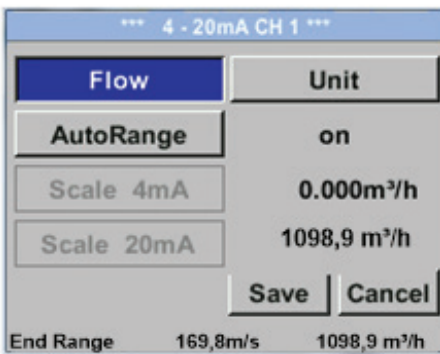 *** 4 - 20mA CH 1 ***
Flow Unit
AutoRange on
Scale 4mA 0.000m³/h
Scale 20mA 1098,9 m³/h
Save Cancel
End Range 169,8m/s 1098,9 m³/h